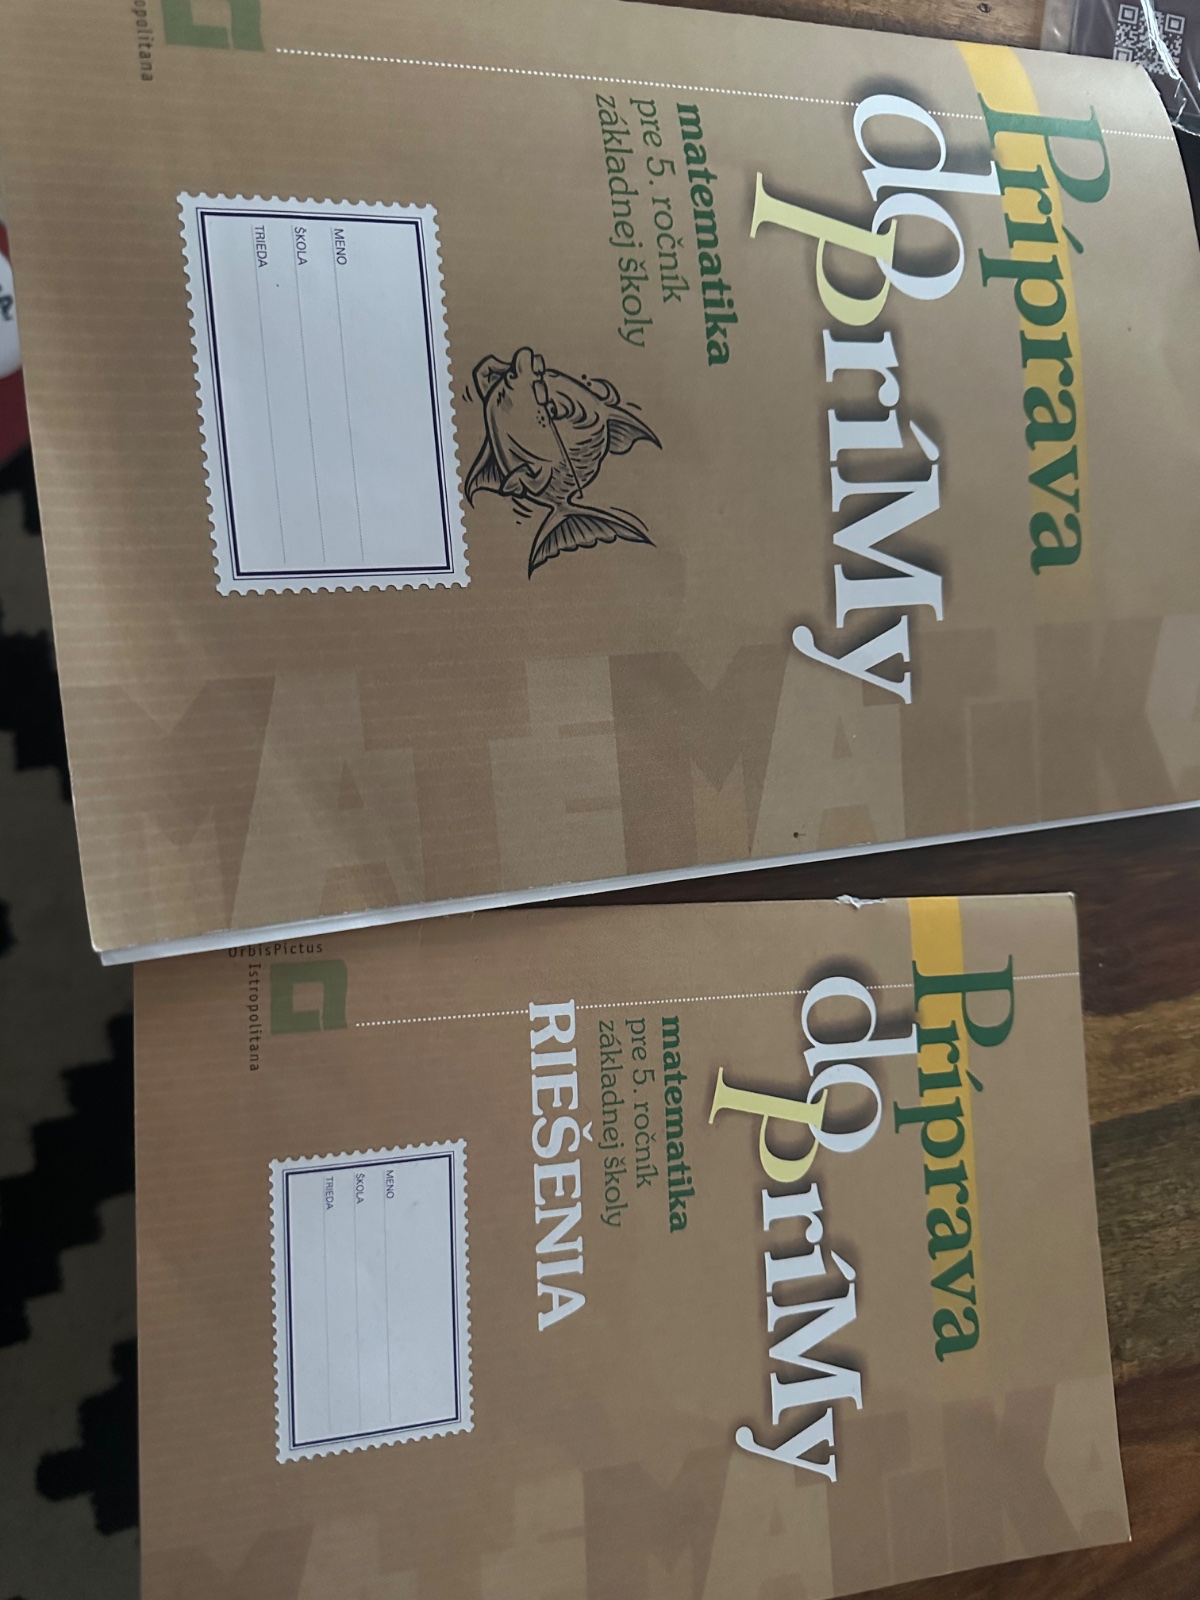 Príprava
do príMy
matematika
pre 5. ročník
základnej školy
MENO
ŠKOLA
TRIEDA
MATEMATIKA
Príprava
do príMy
matematika
pre 5. ročník
základnej školy
RIEŠENIA
MENO
ŠKOLA
TRIEDA
OrbisPictus
Istropolitana
MATEMATIKA